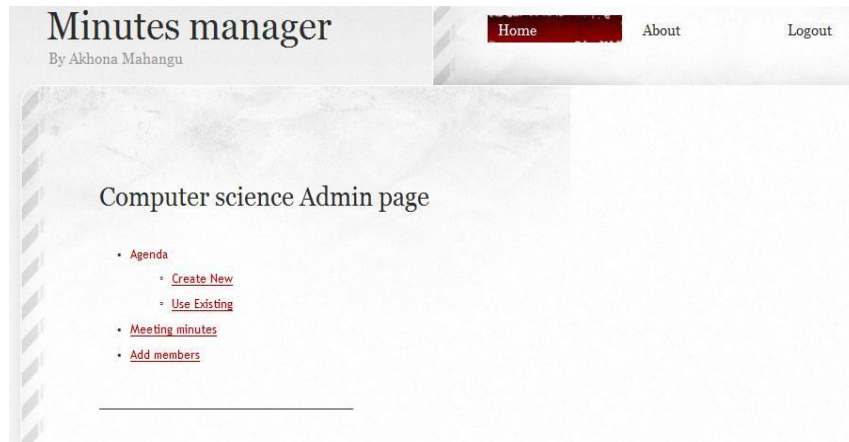 Minutes manager
By Akhona Mahangu
Home
About
Logout
Computer science Admin page
Agenda
Create New
Use Existing
Meeting minutes
Add members